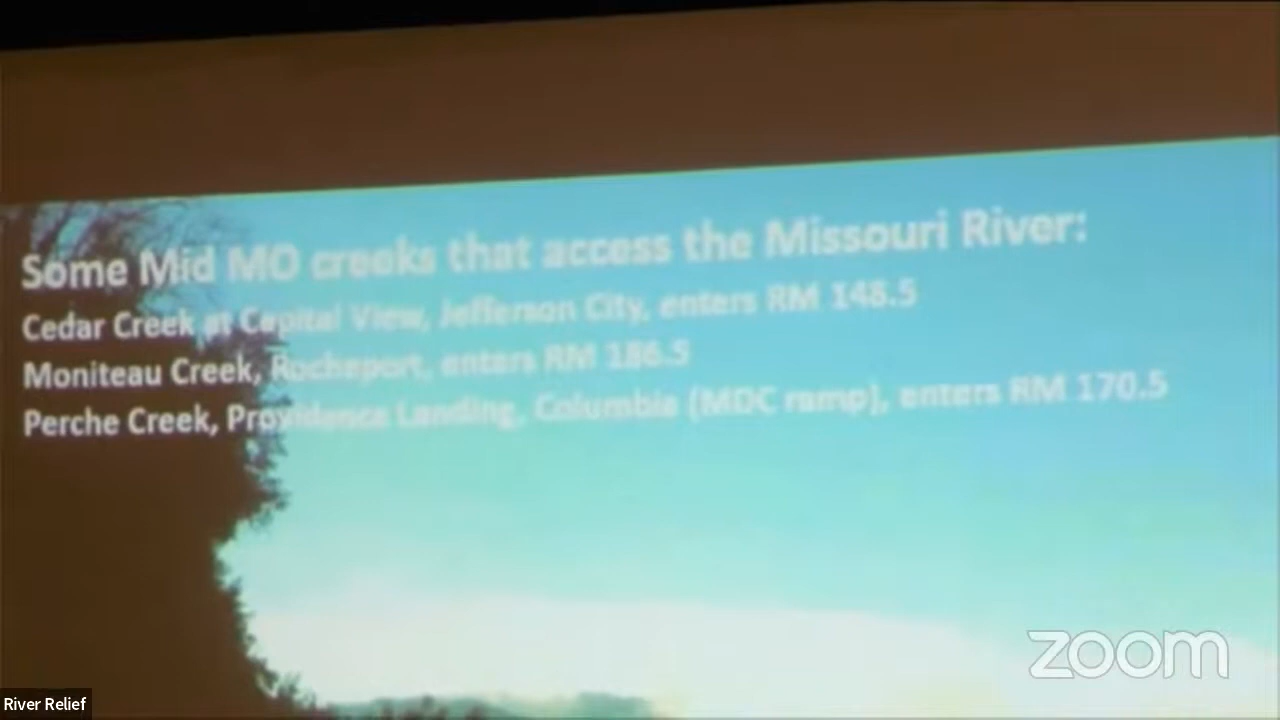 Some Mid MO creeks that access the Missouri River:
Cedar Creek at Capital View, Jefferson City, enters RM 148.5
Moniteau Creek, Rocheport, enters RM 186.5
Perche Creek, Providence Landing, Columbia (MDC ramp), enters RM 170.5
zoom
River Relief